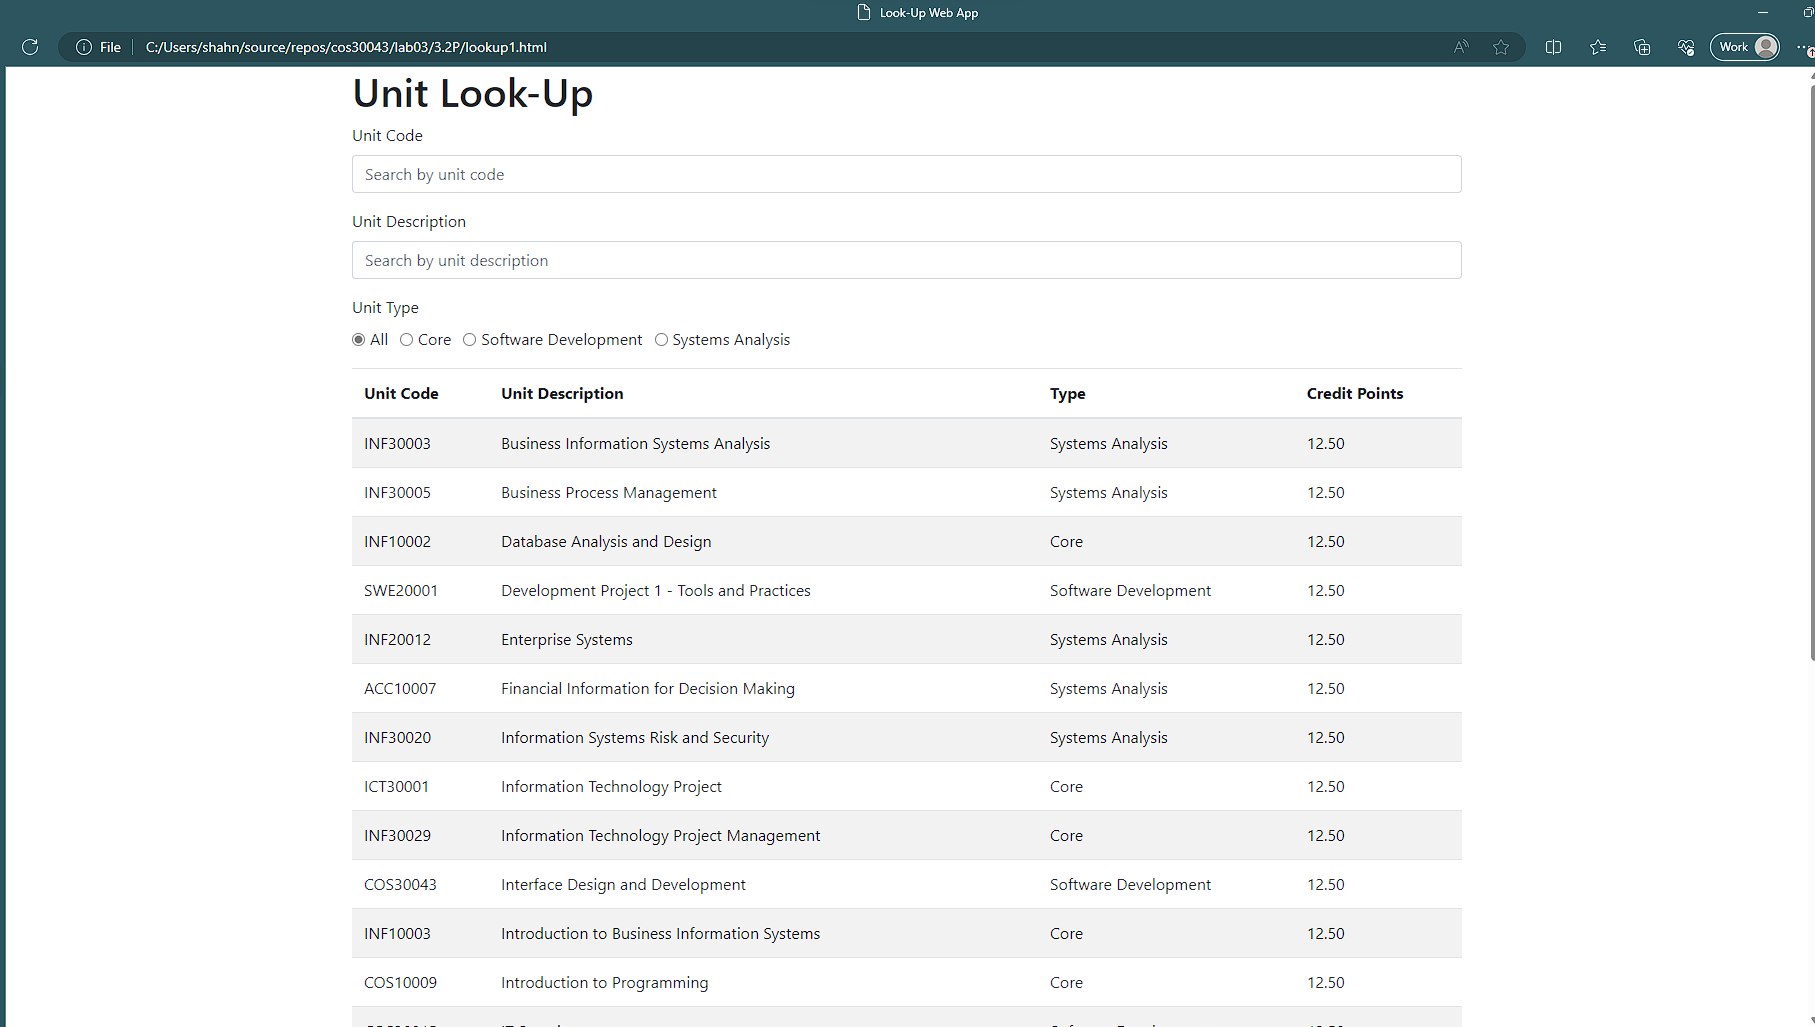 Look-Up Web App
File C:/Users/shahn/source/repos/cos30043/lab03/3.2P/lookup1.html Work
Unit Look-Up
Unit Code
Search by unit code
Unit Description
Search by unit description
Unit Type
All Core Software Development Systems Analysis
Unit Code Unit Description Type Credit Points
INF30003 Business Information Systems Analysis Systems Analysis 12.50
INF30005 Business Process Management Systems Analysis 12.50
INF10002 Database Analysis and Design Core 12.50
SWE20001 Development Project 1 - Tools and Practices Software Development 12.50
INF20012 Enterprise Systems Systems Analysis 12.50
ACC10007 Financial Information for Decision Making Systems Analysis 12.50
INF30020 Information Systems Risk and Security Systems Analysis 12.50
ICT30001 Information Technology Project Core 12.50
INF30029 Information Technology Project Management Core 12.50
COS30043 Interface Design and Development Software Development 12.50
INF10003 Introduction to Business Information Systems Core 12.50
COS10009 Introduction to Programming Core 12.50